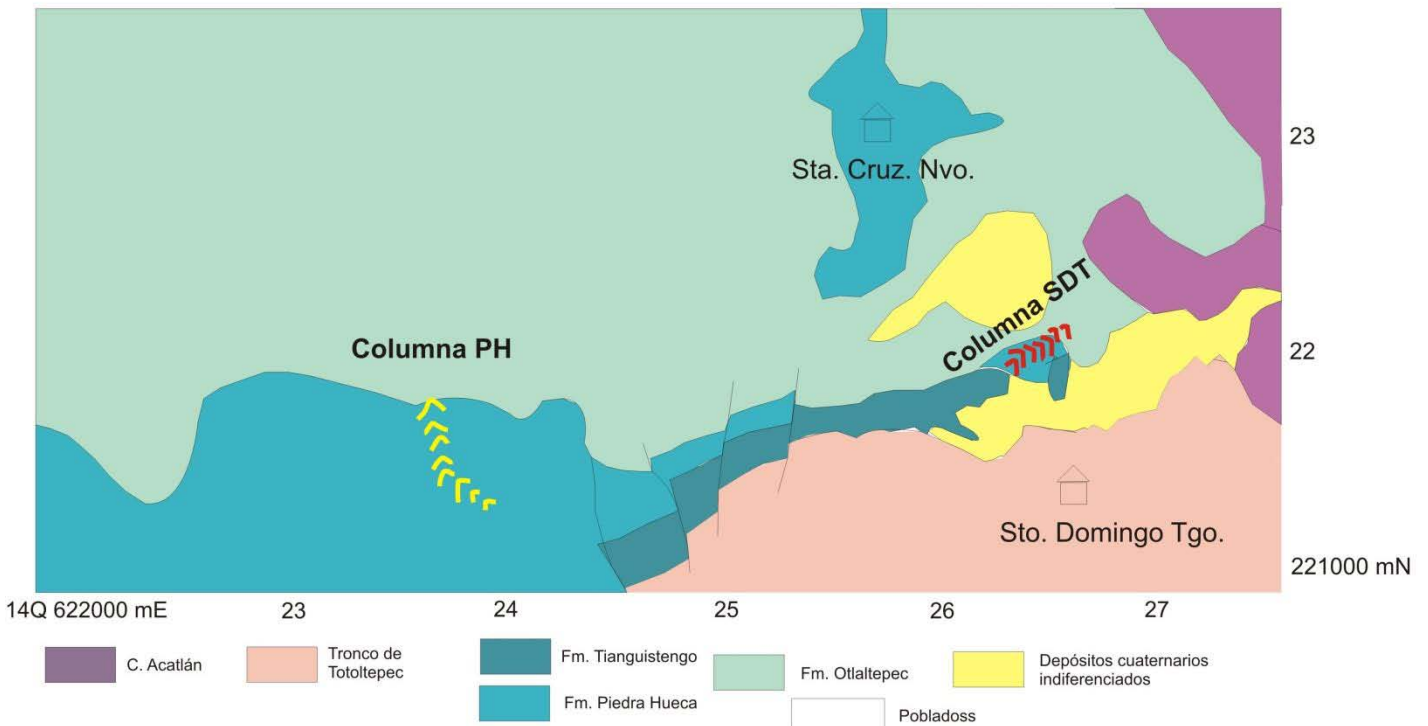 23
Sta. Cruz. Nvo.
Columna SDT
Columna PH
22
Sto. Domingo Tgo.
221000 mN
14Q 622000 mE
23
24
25
26
27
C. Acatlán
Tronco de
Totoltepec
Fm. Tianguistengo
Fm. Piedra Hueca
Fm. Otlaltepec
Pobladoss
Depósitos cuaternarios
indiferenciados